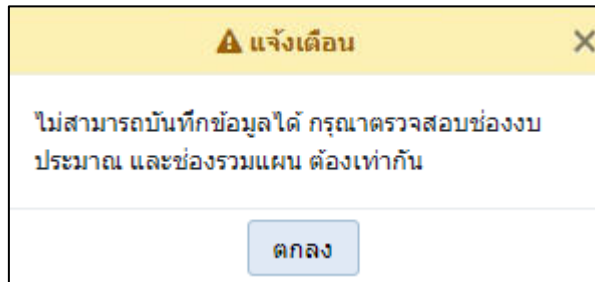 แจ้งเตือน
ไม่สามารถบันทึกข้อมูลได้ กรุณาตรวจสอบช่องงบ
ประมาณ และช่องรวมแผน ต้องเท่ากัน
ตกลง